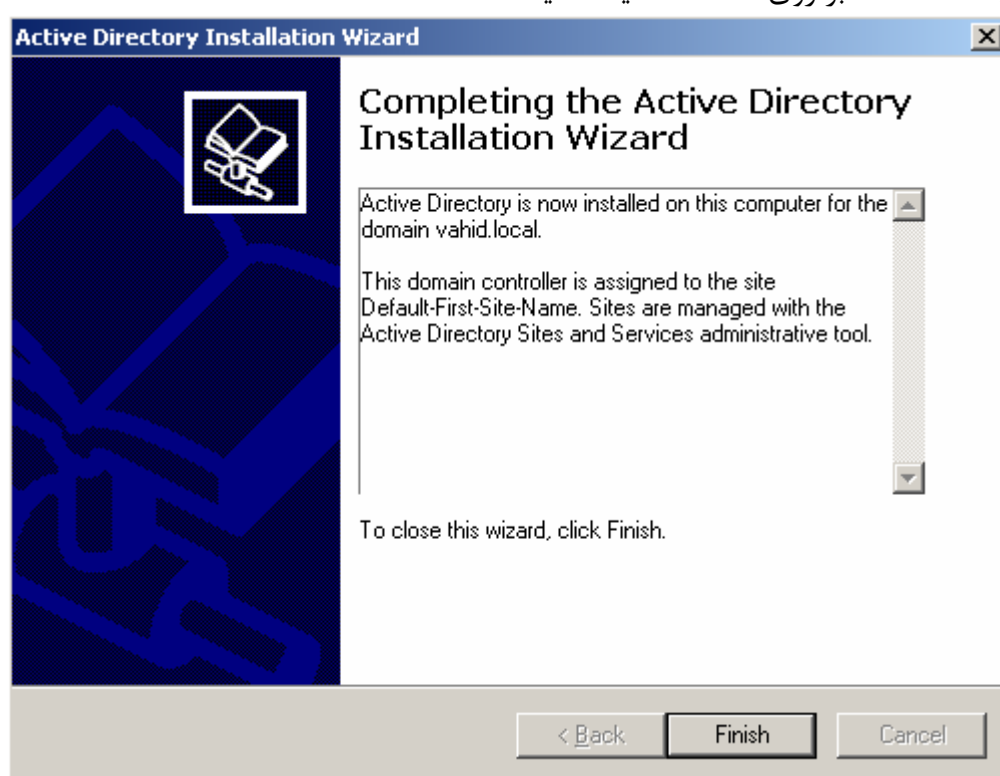 Active Directory Installation Wizard
Completing the Active Directory
Installation Wizard
Active Directory is now installed on this computer for the
domain vahid.local.
This domain controller is assigned to the site
Default-First-Site-Name. Sites are managed with the
Active Directory Sites and Services administrative tool.
To close this wizard, click Finish.
< Back
Finish
Cancel